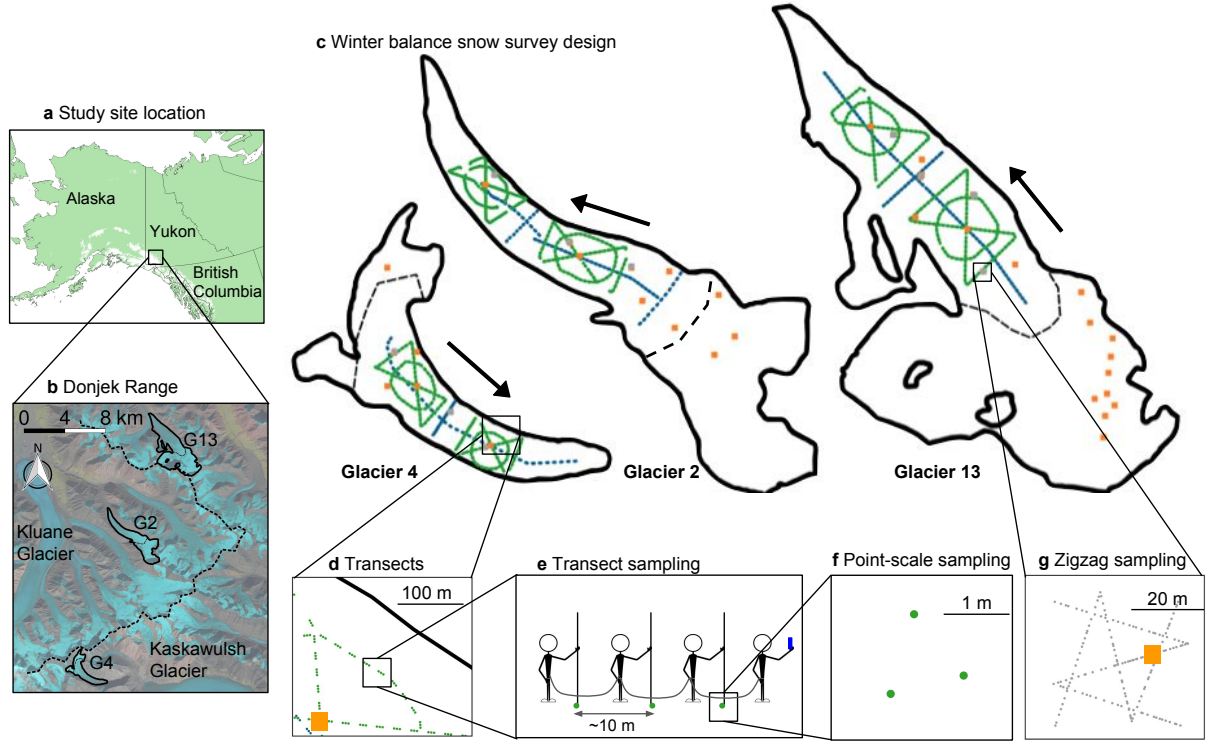 c Winter balance snow survey design
a Study site location
Alaska
Yukon
British
Columbia
b Donjek Range
0 4 8 km
N
G13
G2
Kluane
Glacier
Kaskawulsh
Glacier
G4
Glacier 4
Glacier 2
Glacier 13
d Transects
100 m
e Transect sampling
~10 m
f Point-scale sampling
1 m
g Zigzag sampling
20 m